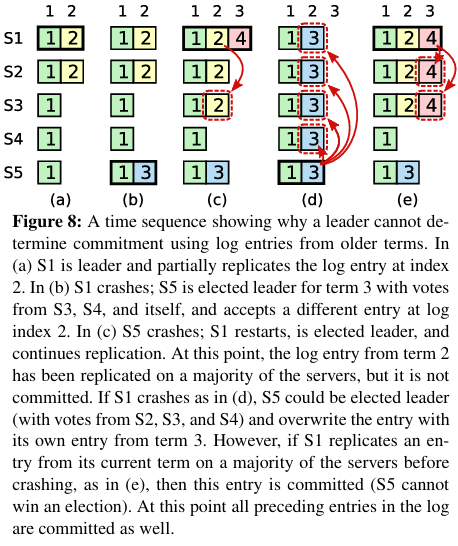 1 2 1 2 1 2 3 1 2 3 1 2 3
S1 1 2 1 2 1 2 4 1 3 1 2 4
S2 1 2 1 2 1 2 1 3 1 2 4
S3 1 1 1 2 1 3 1 2 4
S4 1 1 1 1 3 1
S5 1 1 3 1 3 1 3 1 3
(a) (b) (c) (d) (e)
Figure 8: A time sequence showing why a leader cannot de-
termine commitment using log entries from older terms. In
(a) S1 is leader and partially replicates the log entry at index
2. In (b) S1 crashes; S5 is elected leader for term 3 with votes
from S3, S4, and itself, and accepts a different entry at log
index 2. In (c) S5 crashes; S1 restarts, is elected leader, and
continues replication. At this point, the log entry from term 2
has been replicated on a majority of the servers, but it is not
committed. If S1 crashes as in (d), S5 could be elected leader
(with votes from S2, S3, and S4) and overwrite the entry with
its own entry from term 3. However, if S1 replicates an en-
try from its current term on a majority of the servers before
crashing, as in (e), then this entry is committed (S5 cannot
win an election). At this point all preceding entries in the log
are committed as well.